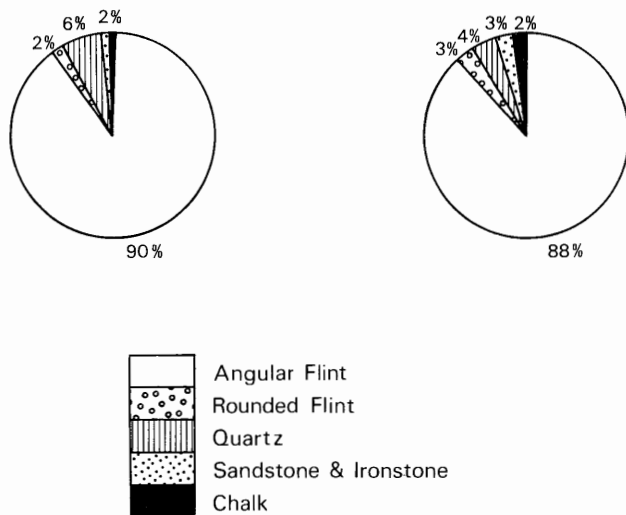 2% 6% 2%
3% 4% 3% 2%
90%
88%
Angular Flint
Rounded Flint
Quartz
Sandstone & Ironstone
Chalk